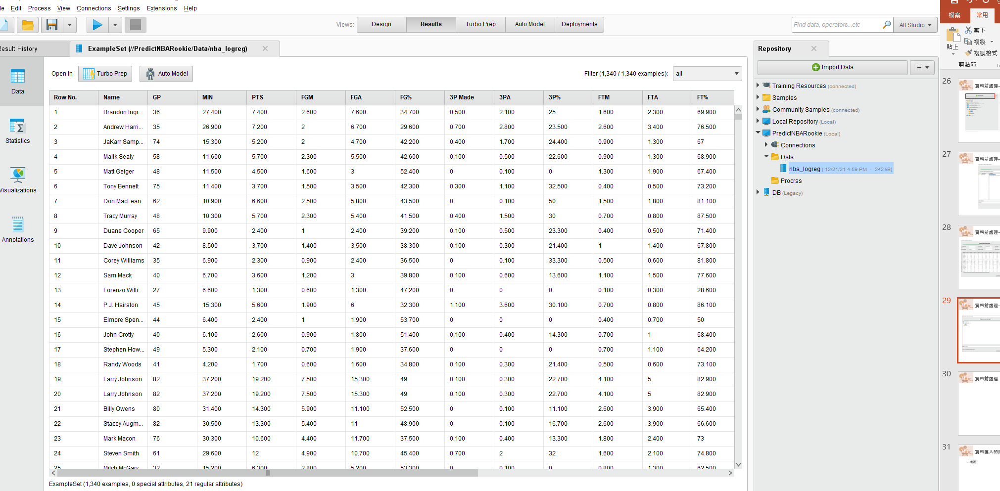 le Edit Process View Connections Settings Extensions Help
Views: Design Results Turbo Prep Auto Model Deployments
Find data, operators...etc All Studio
Result History
ExampleSet (//PredictNBARookie/Data/nba_logreg)
Data
Statistics
Visualizations
Annotations
Open in Turbo Prep Auto Model
Filter (1,340 / 1,340 examples): all
Row No. Name GP MIN PTS FGM FGA FG% 3P Made 3PA 3P% FTM FTA FT%
1 Brandon Ingr... 36 27.400 7.400 2.600 7.600 34.700 0.500 2.100 25 1.600 2.300 69.900
2 Andrew Harri... 35 26.900 7.200 2 6.700 29.600 0.700 2.800 23.500 2.600 3.400 76.500
3 JaKarr Samp... 74 15.300 5.200 2 4.700 42.200 0.400 1.700 24.400 0.900 1.300 67
4 Malik Sealy 58 11.600 5.700 2.300 5.500 42.600 0.100 0.500 22.600 0.900 1.300 68.900
5 Matt Geiger 48 11.500 4.500 1.600 3 52.400 0 0.100 0 1.300 1.900 67.400
6 Tony Bennett 75 11.400 3.700 1.500 3.500 42.300 0.300 1.100 32.500 0.400 0.500 73.200
7 Don MacLean 62 10.900 6.600 2.500 5.800 43.500 0 0.100 50 1.500 1.800 81.100
8 Tracy Murray 48 10.300 5.700 2.300 5.400 41.500 0.400 1.500 30 0.700 0.800 87.500
9 Duane Cooper 65 9.900 2.400 1 2.400 39.200 0.100 0.500 23.300 0.400 0.500 71.400
10 Dave Johnson 42 8.500 3.700 1.400 3.500 38.300 0.100 0.300 21.400 1 1.400 67.800
11 Corey Williams 35 6.900 2.300 0.900 2.400 36.500 0 0.100 33.300 0.500 0.600 81.800
12 Sam Mack 40 6.700 3.600 1.200 3 39.800 0.100 0.600 13.600 1.100 1.500 77.600
13 Lorenzo Willi... 27 6.600 1.300 0.600 1.300 47.200 0 0 0 0.100 0.300 28.600
14 P.J. Hairston 45 15.300 5.600 1.900 6 32.300 1.100 3.600 30.100 0.700 0.800 86.100
15 Elmore Spen... 44 6.400 2.400 1 1.900 53.700 0 0 0 0.400 0.700 50
16 John Crotty 40 6.100 2.600 0.900 1.800 51.400 0.100 0.400 14.300 0.700 1 68.400
17 Stephen How... 49 5.300 2.100 0.700 1.900 37.600 0 0 0 0.700 1.100 64.200
18 Randy Woods 41 4.200 1.700 0.600 1.600 34.800 0.100 0.300 21.400 0.500 0.600 73.100
19 Larry Johnson 82 37.200 19.200 7.500 15.300 49 0.100 0.300 22.700 4.100 5 82.900
20 Larry Johnson 82 37.200 19.200 7.500 15.300 49 0.100 0.300 22.700 4.100 5 82.900
21 Billy Owens 80 31.400 14.300 5.900 11.100 52.500 0 0.100 11.100 2.600 3.900 65.400
22 Stacey Augm... 82 30.500 13.300 5.400 11 48.900 0 0.100 16.700 2.600 3.900 66.600
23 Mark Macon 76 30.300 10.600 4.400 11.700 37.500 0.100 0.400 13.300 1.800 2.400 73
24 Steven Smith 61 29.600 12 4.900 10.700 45.400 0.700 2 32 1.600 2.100 74.800
25 Mitch McGary 32 15.200 6.300 2.800 5.200 53.300 0 0.100 0 0.800 1.300 62.500
ExampleSet (1,340 examples, 0 special attributes, 21 regular attributes)
Repository
Import Data
Training Resources (connected)
Samples
Community Samples (connected)
Local Repository (Local)
PredictNBARookie (Local)
Connections
Data
nba_logreg ( 12/21/21 4:59 PM - 242 kB)
Procrss
DB (Legacy)
檔案 常用
剪下
複製
貼上
複製格式
剪貼簿
26 資料前處理-
27 資料前處理-
28 資料前處理-
29 資料前處理-
30 資料前處理-
31 資料匯入的